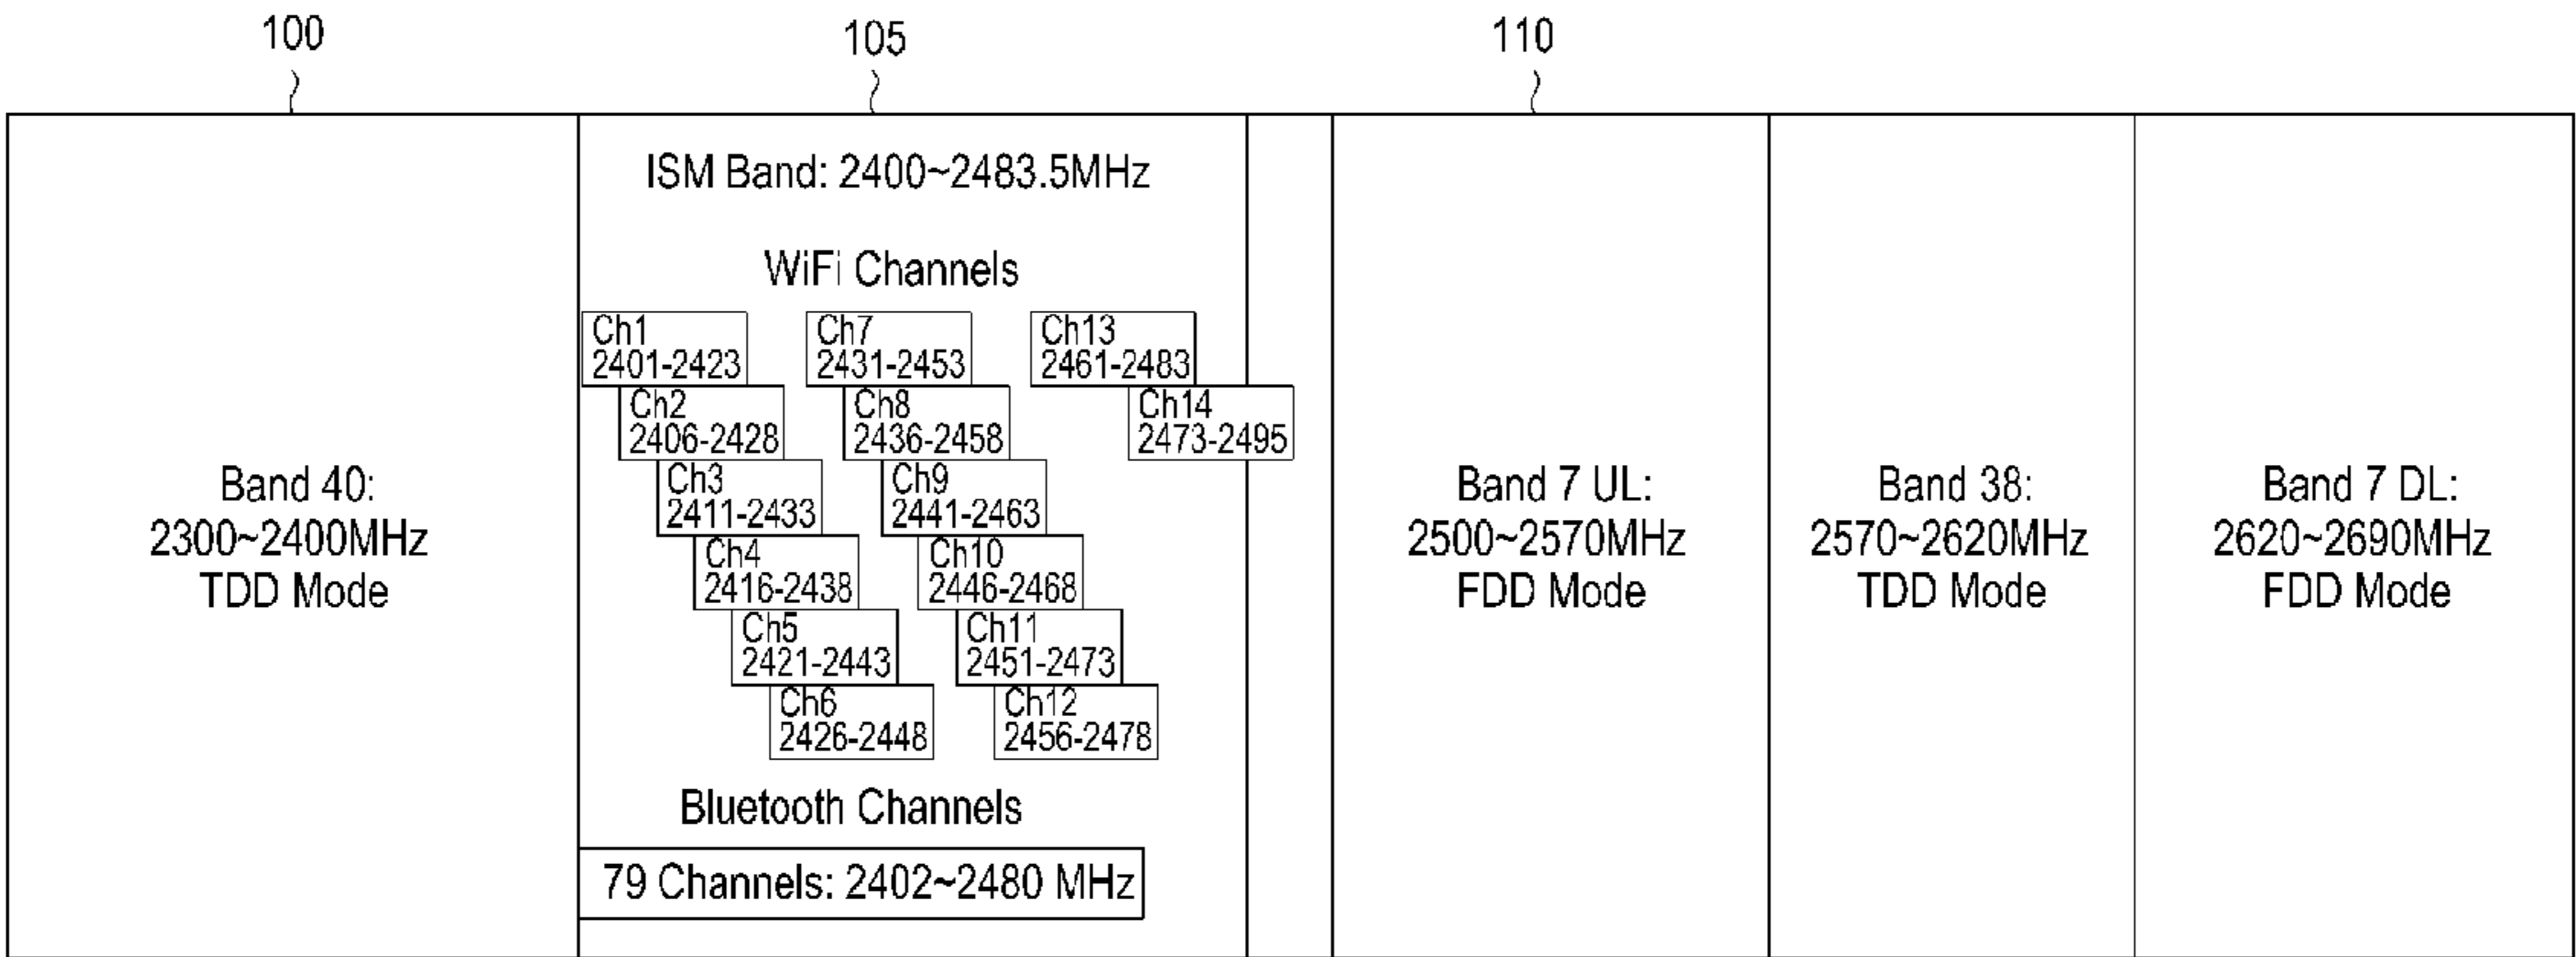 100
105
110
ISM Band: 2400~2483.5MHz
WiFi Channels
Ch1
2401-2423
Ch2
2406-2428
Ch3
2411-2433
Ch4
2416-2438
Ch5
2421-2443
Ch6
2426-2448
Ch7
2431-2453
Ch8
2436-2458
Ch9
2441-2463
Ch10
2446-2468
Ch11
2451-2473
Ch12
2456-2478
Ch13
2461-2483
Ch14
2473-2495
Bluetooth Channels
79 Channels: 2402~2480 MHz
Band 40:
2300~2400MHz
TDD Mode
Band 7 UL:
2500~2570MHz
FDD Mode
Band 38:
2570~2620MHz
TDD Mode
Band 7 DL:
2620~2690MHz
FDD Mode